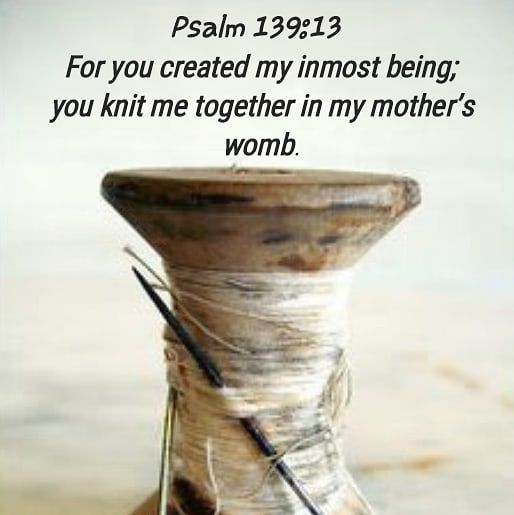 Psalm 139:13
For you created my inmost being;
you knit me together in my mother’s
womb.